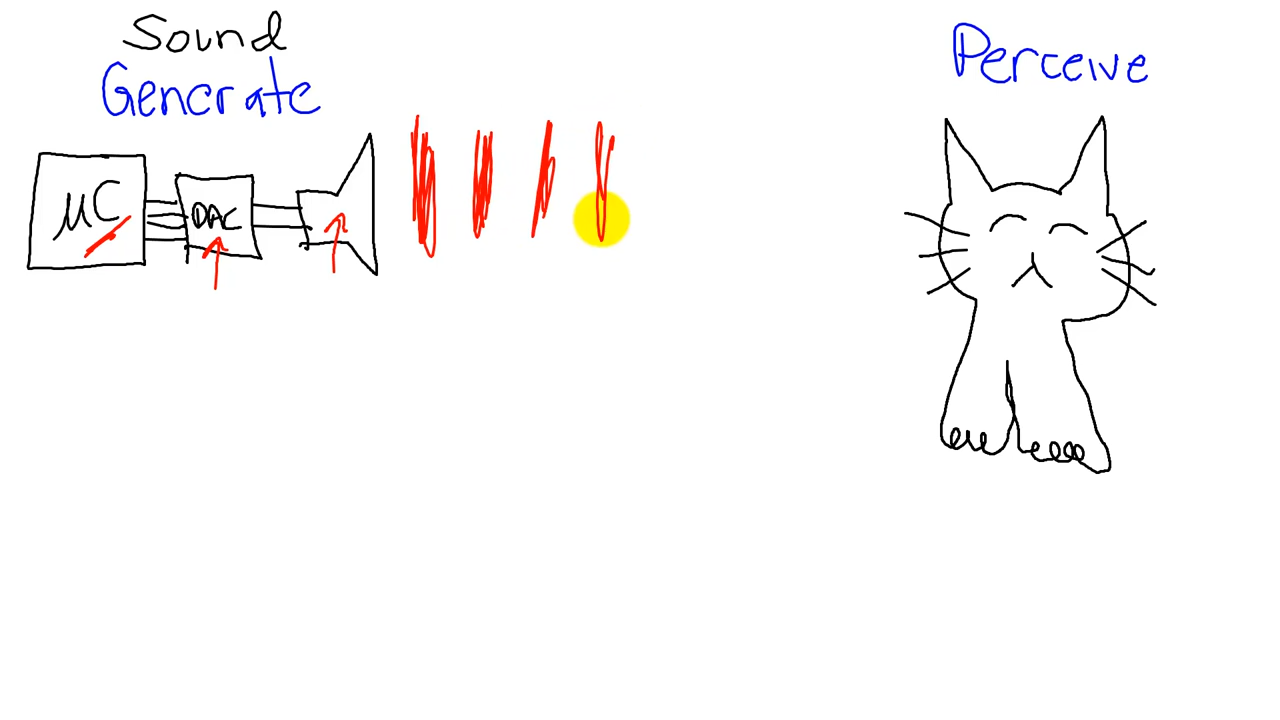 Sound
Generate
Perceive
μC
DAC